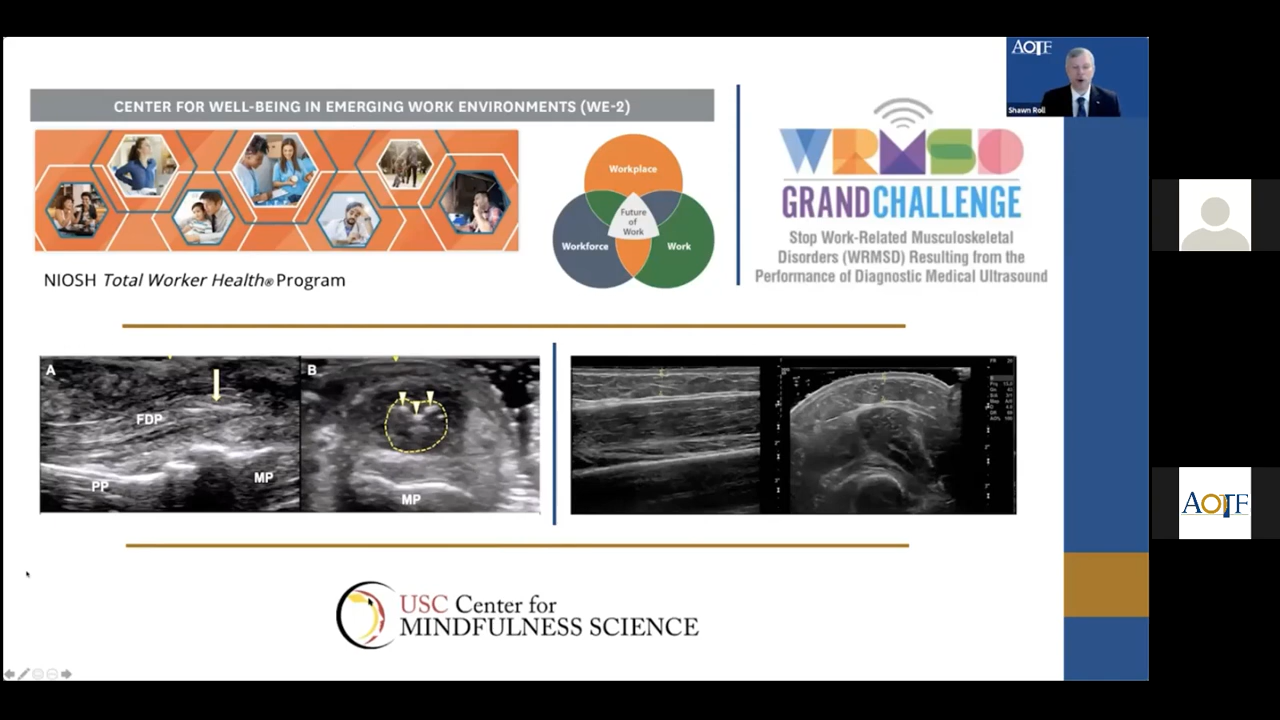 AOTF
Shawn Roll
CENTER FOR WELL-BEING IN EMERGING WORK ENVIRONMENTS (WE-2)
Workplace
Future
of
Work
Workforce
Work
NIOSH Total Worker Health® Program
WRMSD
GRAND CHALLENGE
Stop Work-Related Musculoskeletal
Disorders (WRMSD) Resulting from the
Performance of Diagnostic Medical Ultrasound
A
FDP
PP
MP
B
MP
AOTF
USC Center for
MINDFULNESS SCIENCE